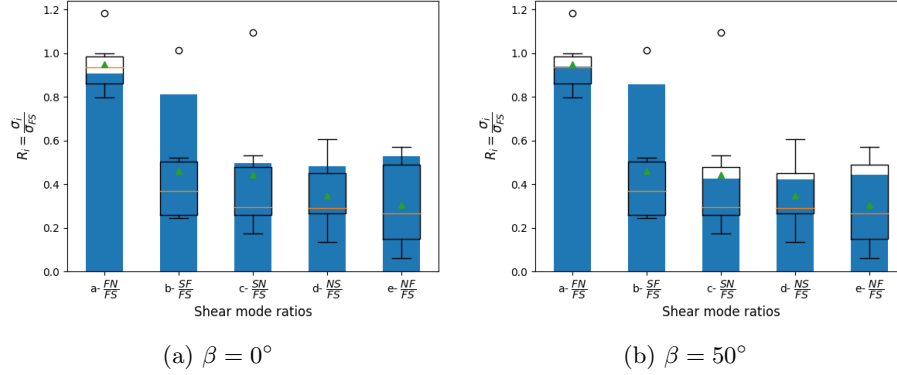 1.2
1.0
0.8
0.6
0.4
0.2
0.0
R_i = σ_i/σ_FS
a- FN/FS b- SF/FS c- SN/FS d- NS/FS e- NF/FS
Shear mode ratios
(a) β = 0°
1.2
1.0
0.8
0.6
0.4
0.2
0.0
R_i = σ_i/σ_FS
a- FN/FS b- SF/FS c- SN/FS d- NS/FS e- NF/FS
Shear mode ratios
(b) β = 50°